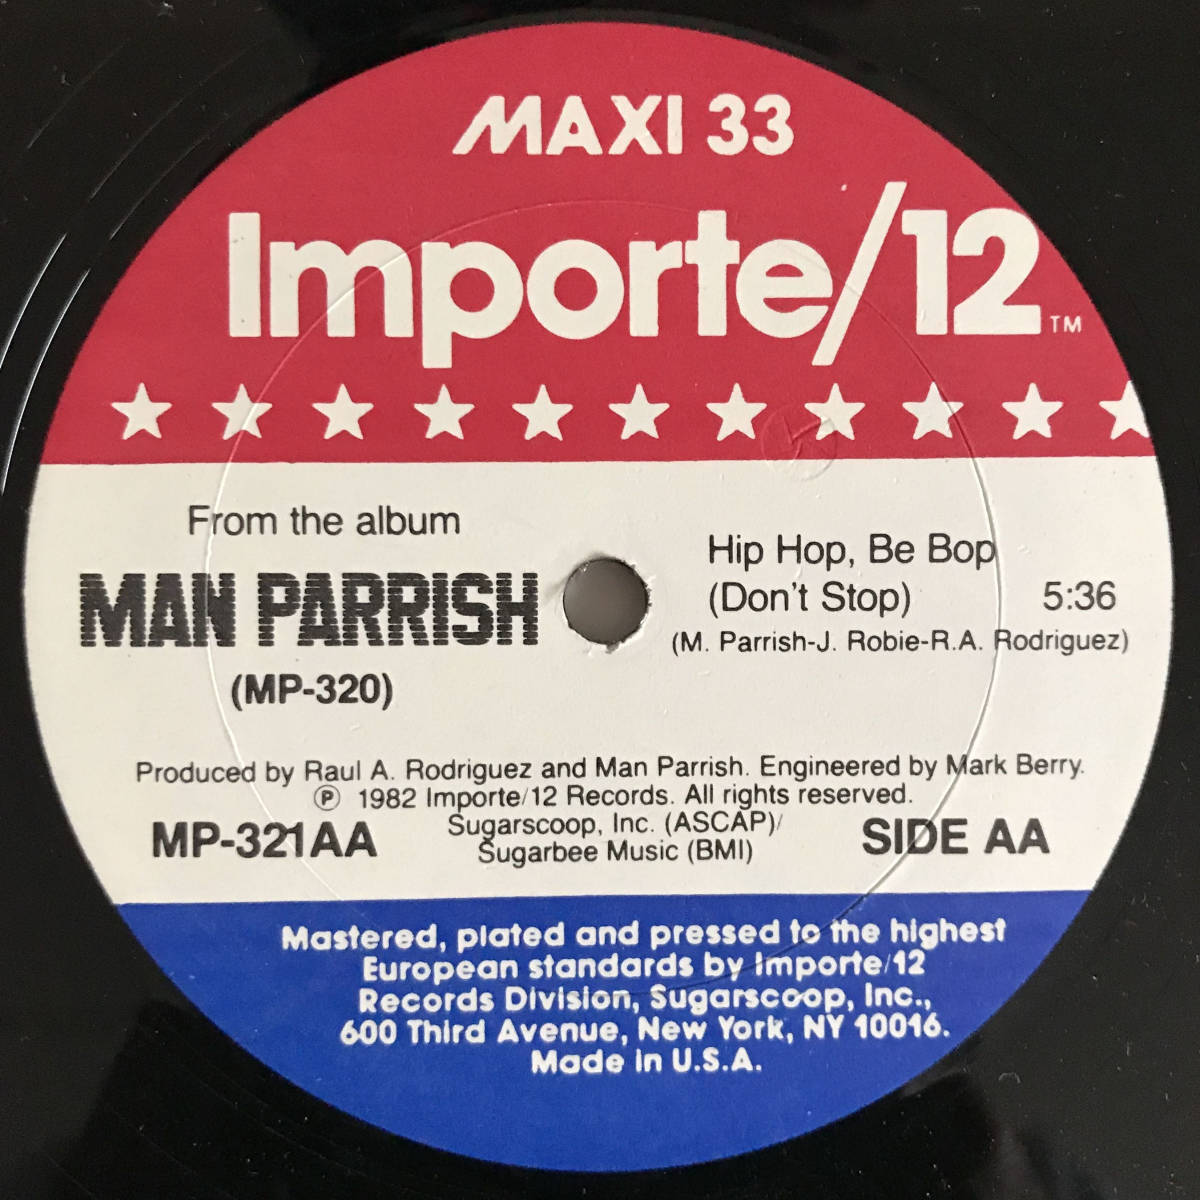 MAXI 33
Importe/12 TM
From the album
MAN PARRISH
(MP-320)
Hip Hop, Be Bop
(Don't Stop) 5:36
(M. Parrish-J. Robie-R.A. Rodriguez)
Produced by Raul A. Rodriguez and Man Parrish. Engineered by Mark Berry.
Ⓟ 1982 Importe/12 Records. All rights reserved.
Sugarscoop, Inc. (ASCAP)/
Sugarbee Music (BMI)
MP-321AA
SIDE AA
Mastered, plated and pressed to the highest
European standards by Importe/12
Records Division, Sugarscoop, Inc.,
600 Third Avenue, New York, NY 10016.
Made in U.S.A.